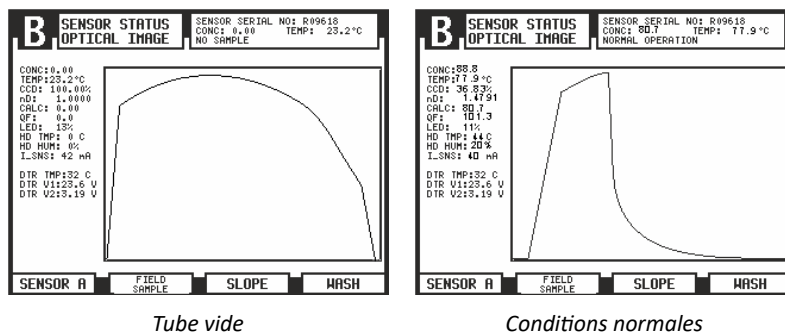 B
SENSOR STATUS
OPTICAL IMAGE
SENSOR SERIAL NO: R09618
CONC: 0.00 TEMP: 23.2°C
NO SAMPLE
CONC:0.00
TEMP:23.2°C
CCD: 100.00%
nD: 1.0000
CALC: 0.00
QF: 0.0
LED: 13%
HD TMP: 0 C
HD HUM: 0%
I_SNS: 42 mA
DTR TMP:32 C
DTR V1:23.6 V
DTR V2:3.19 V
SENSOR A
FIELD
SAMPLE
SLOPE
WASH
Tube vide
B
SENSOR STATUS
OPTICAL IMAGE
SENSOR SERIAL NO: R09618
CONC: 80.7 TEMP: 77.9°C
NORMAL OPERATION
CONC:88.8
TEMP:77.9°C
CCD: 36.83%
nD: 1.4791
CALC: 80.7
QF: 101.3
LED: 11%
HD TMP: 44 C
HD HUM: 20%
I_SNS: 40 mA
DTR TMP:32 C
DTR V1:23.6 V
DTR V2:3.19 V
SENSOR A
FIELD
SAMPLE
SLOPE
WASH
Conditions normales